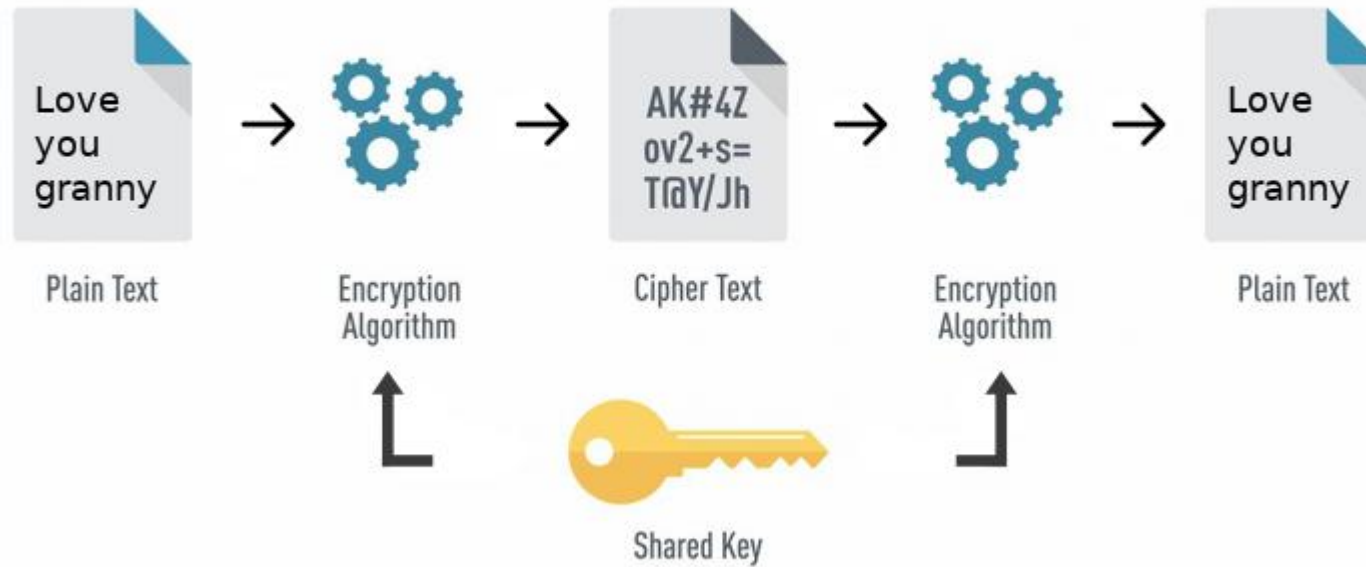 Love
you
granny
Plain Text
Encryption
Algorithm
AK#4Z
ov2+s=
T@Y/Jh
Cipher Text
Encryption
Algorithm
Love
you
granny
Plain Text
Shared Key